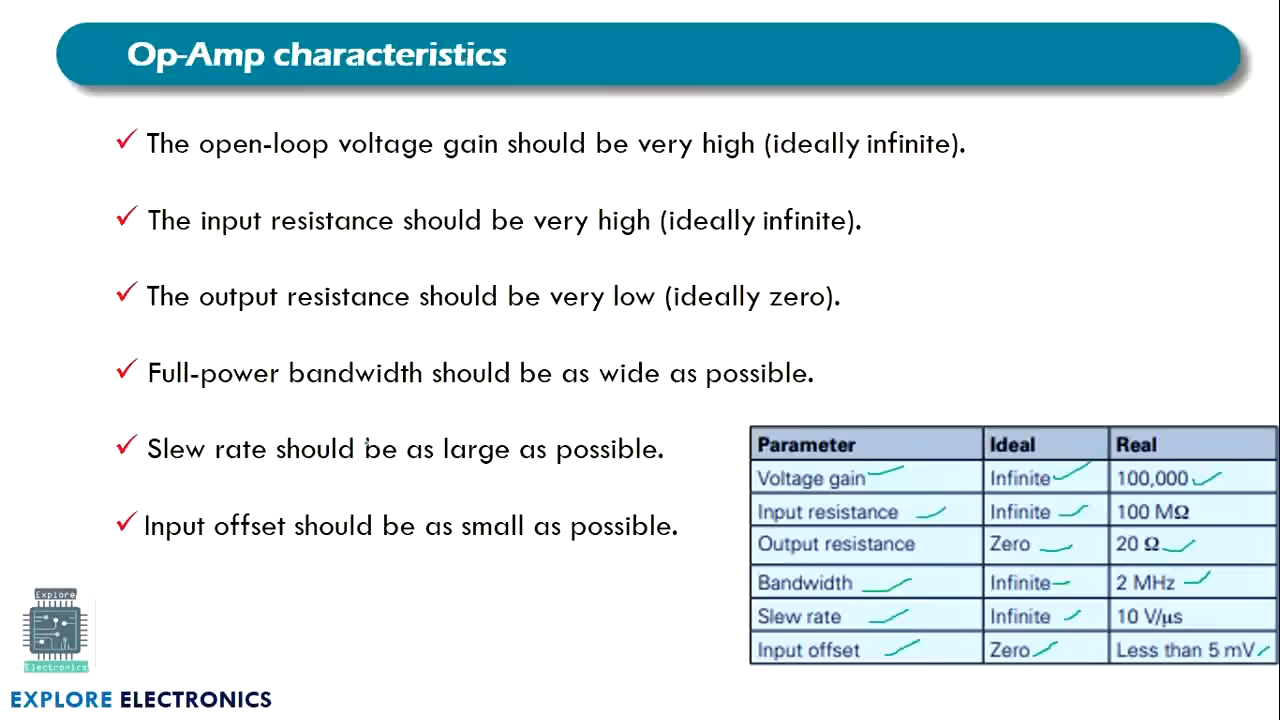 Op-Amp characteristics
The open-loop voltage gain should be very high (ideally infinite).
The input resistance should be very high (ideally infinite).
The output resistance should be very low (ideally zero).
Full-power bandwidth should be as wide as possible.
Slew rate should be as large as possible.
Input offset should be as small as possible.
Parameter Ideal Real
Voltage gain Infinite 100,000
Input resistance Infinite 100 MΩ
Output resistance Zero 20 Ω
Bandwidth Infinite 2 MHz
Slew rate Infinite 10 V/μs
Input offset Zero Less than 5 mV
Explore
Electronics
EXPLORE ELECTRONICS